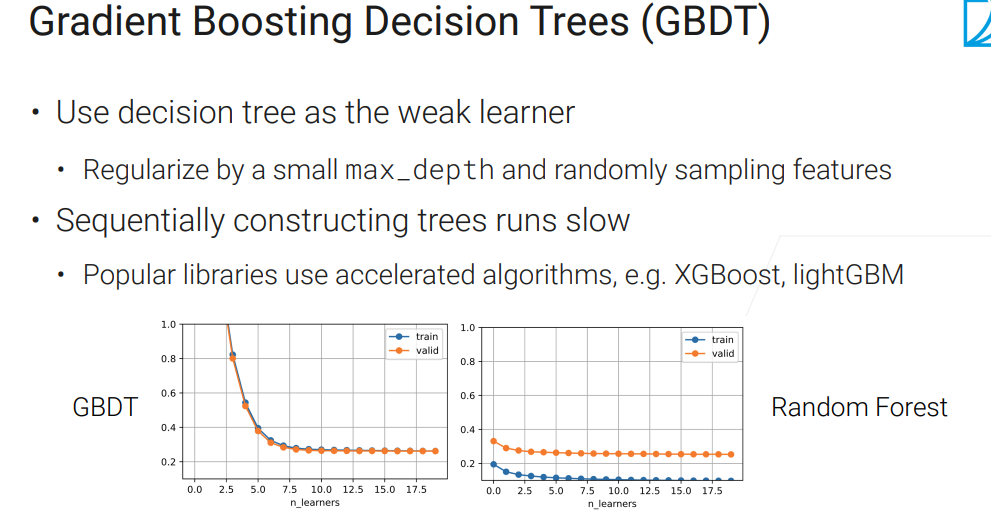 Gradient Boosting Decision Trees (GBDT)
• Use decision tree as the weak learner
• Regularize by a small max_depth and randomly sampling features
• Sequentially constructing trees runs slow
• Popular libraries use accelerated algorithms, e.g. XGBoost, lightGBM
GBDT
1.0
0.8
0.6
0.4
0.2
0.0 2.5 5.0 7.5 10.0 12.5 15.0 17.5
n_learners
train
valid
1.0
0.8
0.6
0.4
0.2
0.0 2.5 5.0 7.5 10.0 12.5 15.0 17.5
n_learners
train
valid
Random Forest